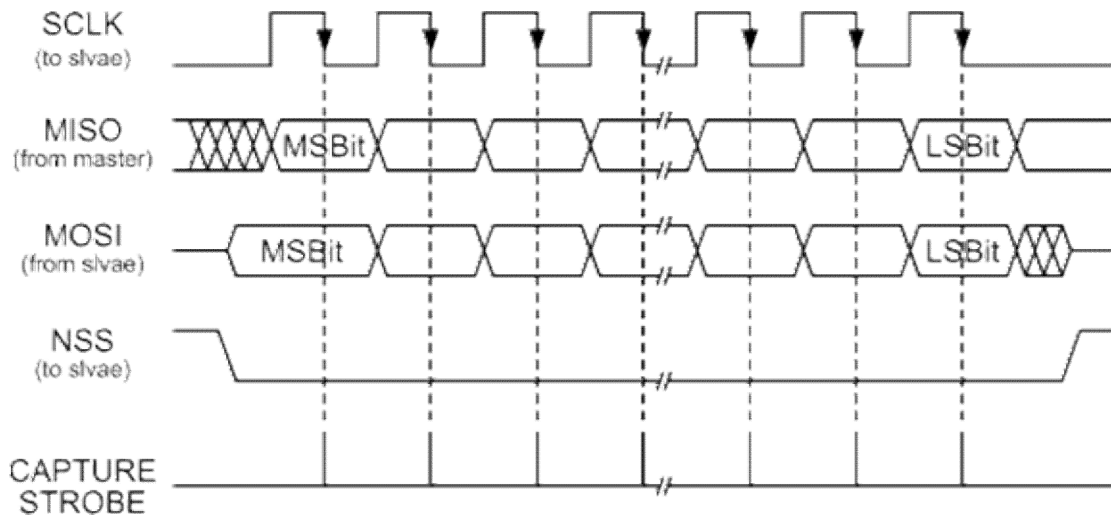 SCLK
(to slvae)
MISO
(from master)
MSBit
LSBit
MOSI
(from slvae)
MSBit
LSBit
NSS
(to slvae)
CAPTURE
STROBE